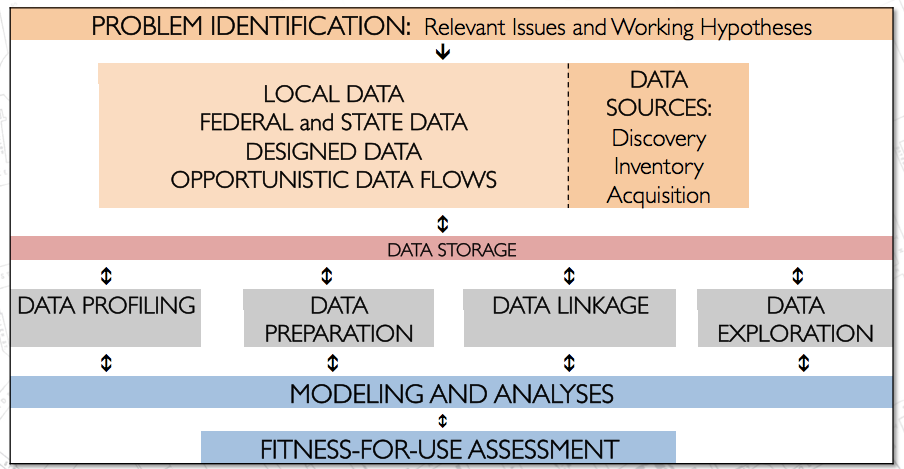 PROBLEM IDENTIFICATION: Relevant Issues and Working Hypotheses
LOCAL DATA
FEDERAL and STATE DATA
DESIGNED DATA
OPPORTUNISTIC DATA FLOWS
DATA
SOURCES:
Discovery
Inventory
Acquisition
DATA STORAGE
DATA PROFILING
DATA
PREPARATION
DATA LINKAGE
DATA
EXPLORATION
MODELING AND ANALYSES
FITNESS-FOR-USE ASSESSMENT